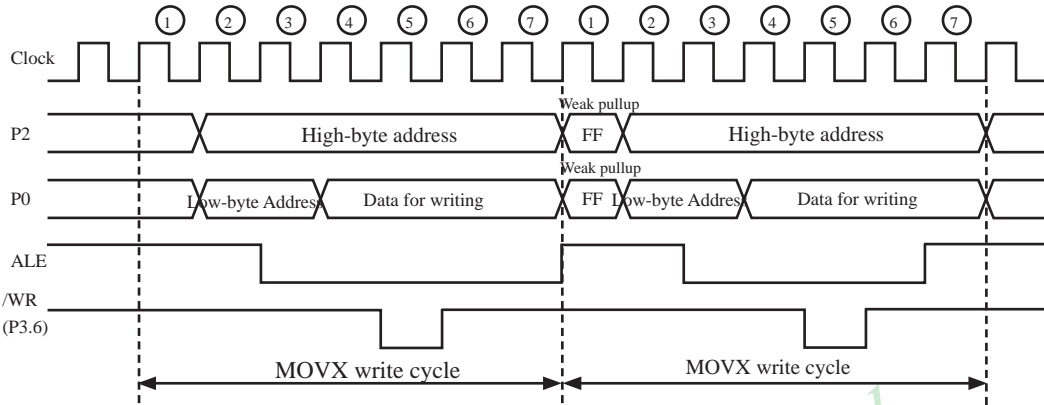 1 2 3 4 5 6 7 1 2 3 4 5 6 7
Clock
Weak pullup
P2 High-byte address FF High-byte address
Weak pullup
P0 Low-byte Address Data for writing FF Low-byte Address Data for writing
ALE
/WR
(P3.6)
MOVX write cycle MOVX write cycle